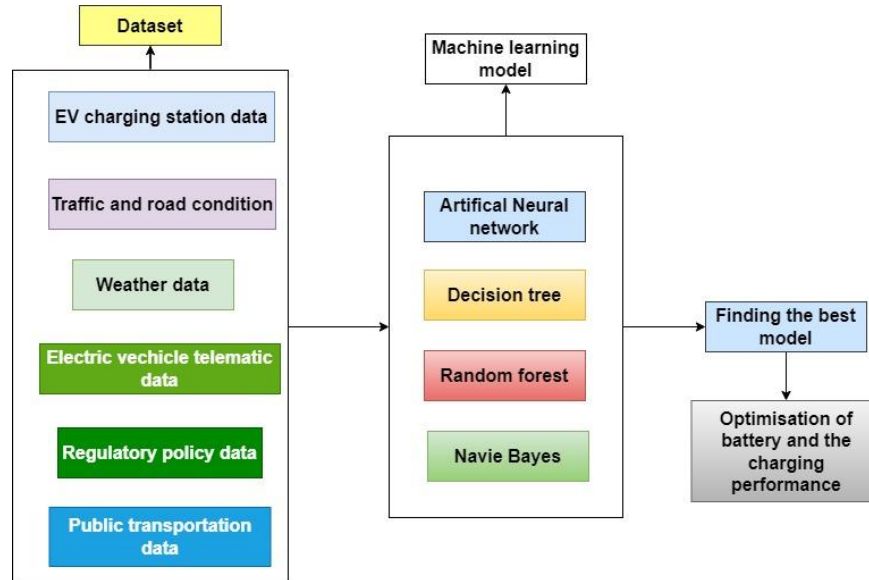 Dataset
EV charging station data
Traffic and road condition
Weather data
Electric vechicle telematic
data
Regulatory policy data
Public transportation
data
Machine learning
model
Artifical Neural
network
Decision tree
Random forest
Navie Bayes
Finding the best
model
Optimisation of
battery and the
charging
performance